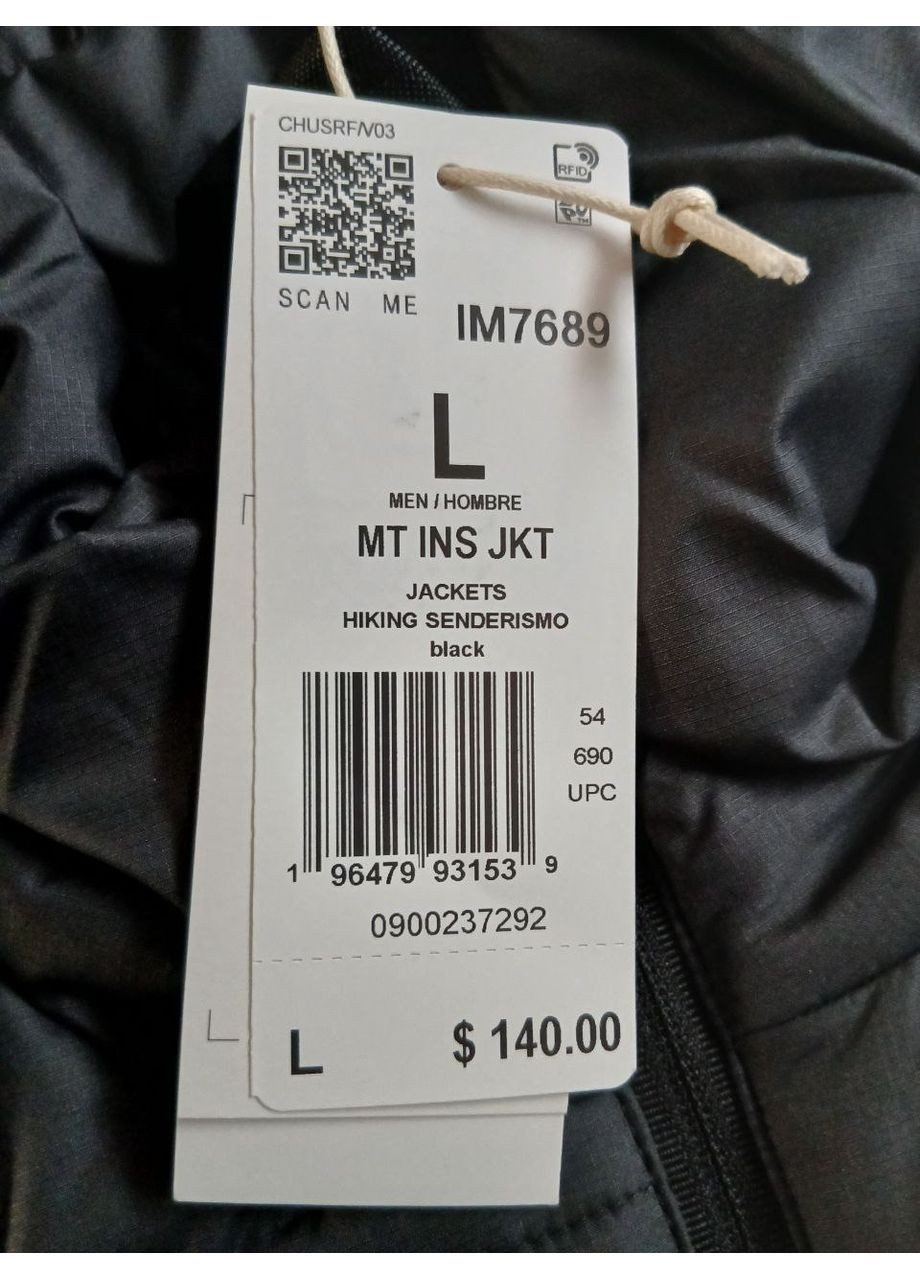 CHUSRF/V03
RFID
SCAN ME
IM7689
L
MEN / HOMBRE
MT INS JKT
JACKETS
HIKING SENDERISMO
black
54
690
UPC
1 96479 93153 9
0900237292
L $ 140.00